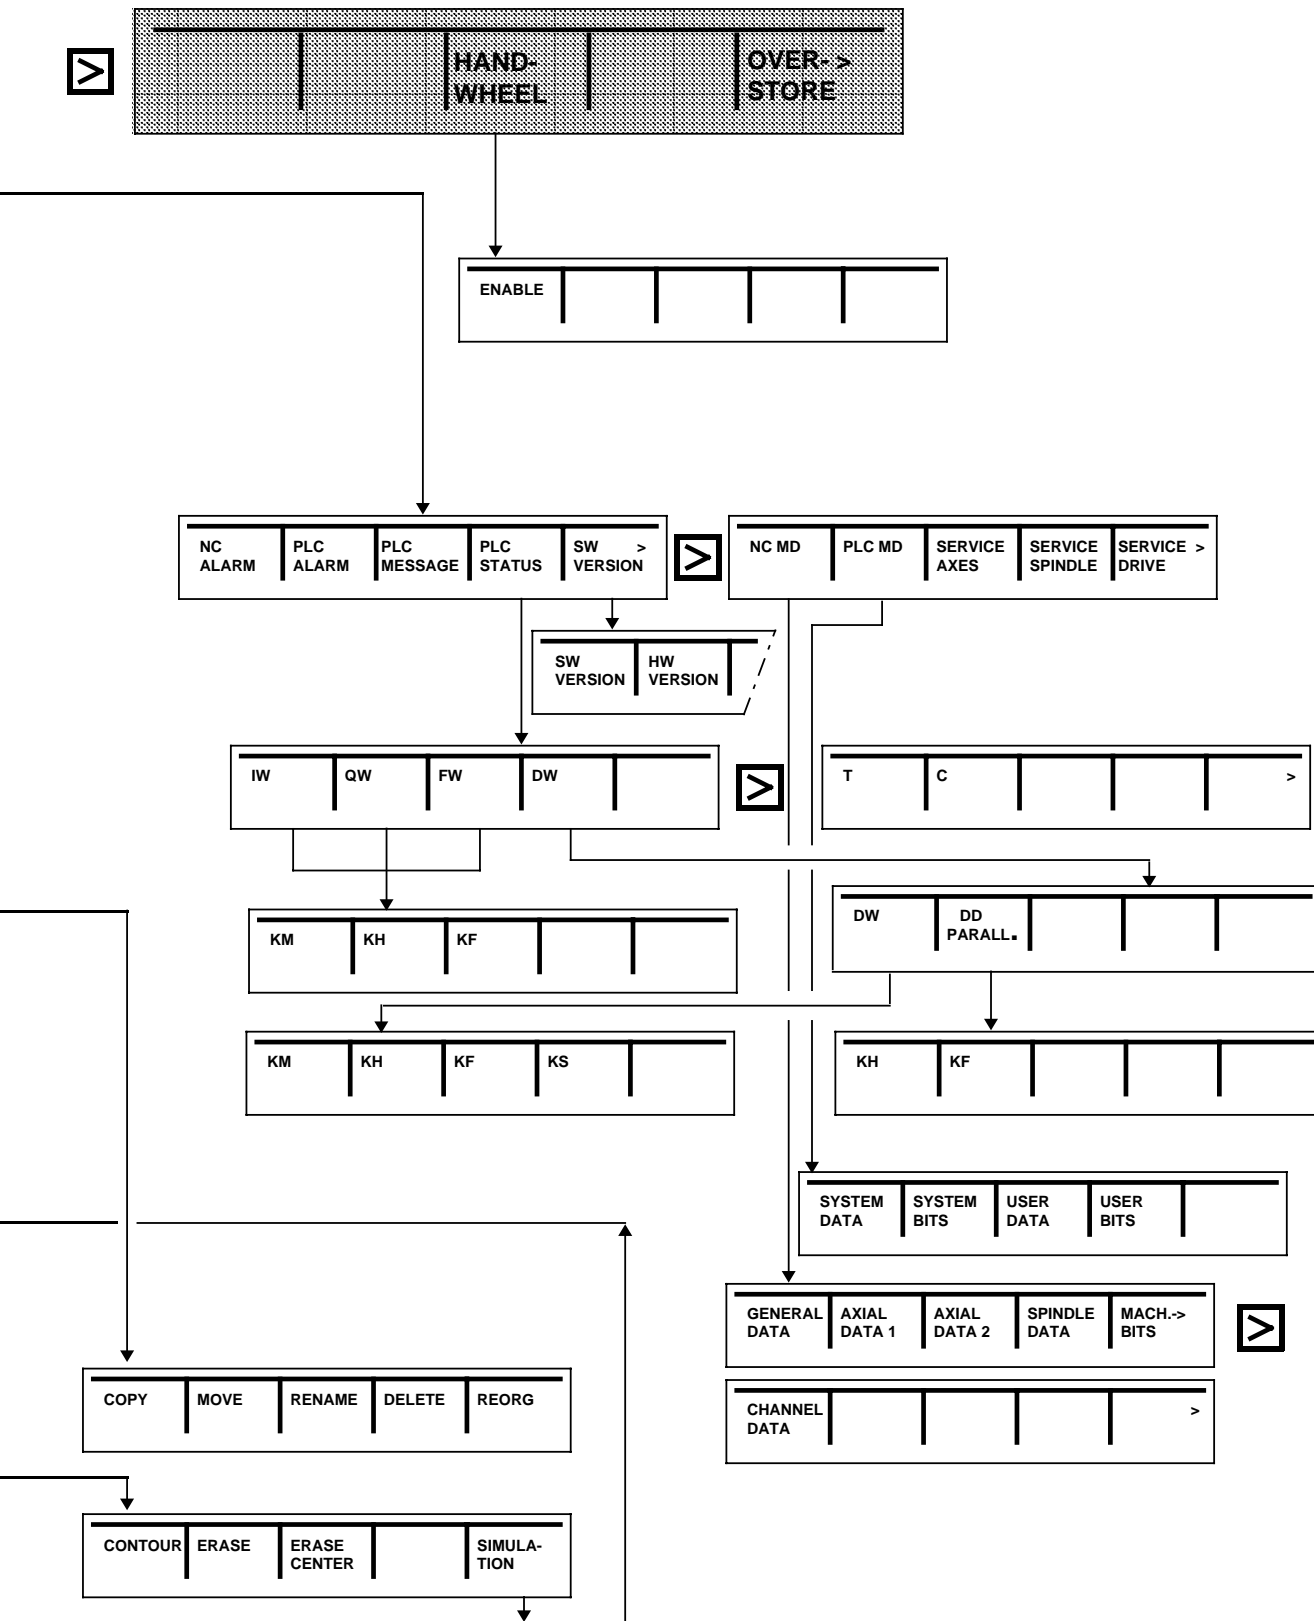 >
HAND-
WHEEL
OVER- >
STORE
ENABLE
NC
ALARM
PLC
ALARM
PLC
MESSAGE
PLC
STATUS
SW >
VERSION
>
NC MD
PLC MD
SERVICE
AXES
SERVICE
SPINDLE
SERVICE >
DRIVE
SW
VERSION
HW
VERSION
IW
QW
FW
DW
>
T
C
>
DW
DD
PARALL.
KM
KH
KF
KM
KH
KF
KS
KH
KF
SYSTEM
DATA
SYSTEM
BITS
USER
DATA
USER
BITS
GENERAL
DATA
AXIAL
DATA 1
AXIAL
DATA 2
SPINDLE
DATA
MACH.->
BITS
>
COPY
MOVE
RENAME
DELETE
REORG
CHANNEL
DATA
>
CONTOUR
ERASE
ERASE
CENTER
SIMULA-
TION